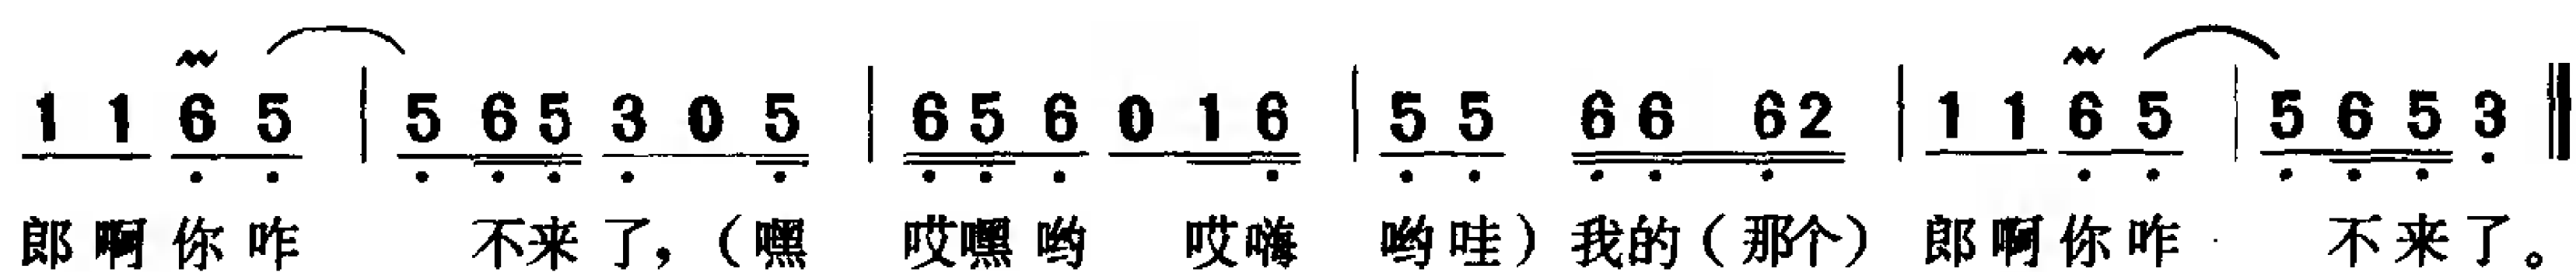 1 1 6 5 | 5 6 5 3 0 5 | 6 5 6 0 1 6 | 5 5 6 6 6 2 | 1 1 6 5 | 5 6 5 3
郎啊你咋 不来了，（嘿 哎嘿哟 哎嗨 哟哇）我的（那个）郎啊你咋 不来了。